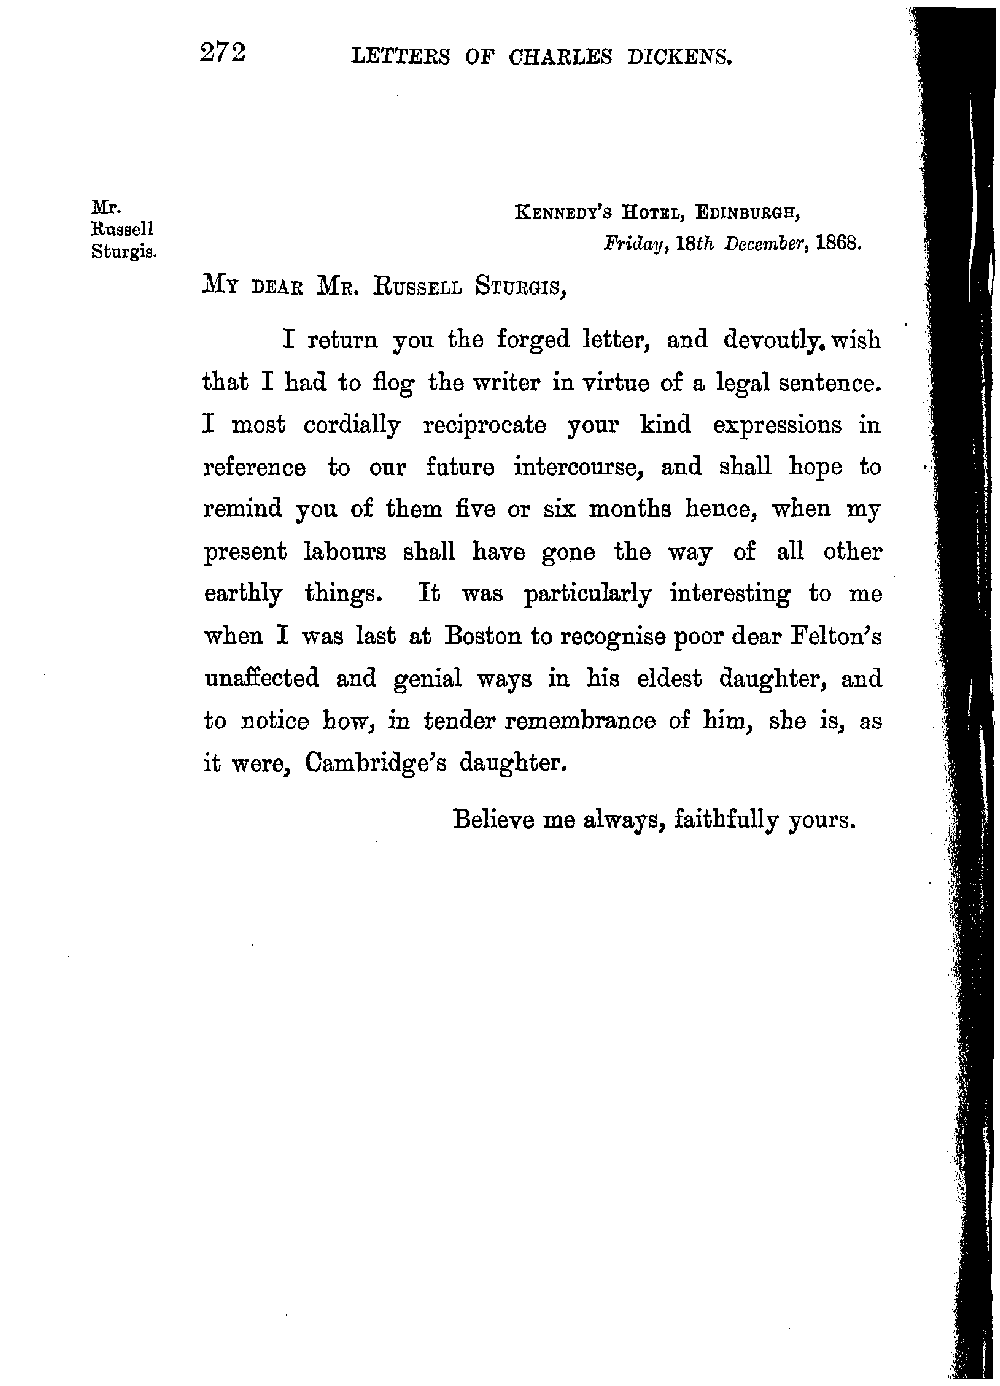 272 LETTERS OF CHARLES DICKENS.
Mr.
Russell
Sturgis.
KENNEDY'S HOTEL, EDINBURGH,
Friday, 18th December, 1868.
MY DEAR MR. RUSSELL STURGIS,
I return you the forged letter, and devoutly. wish
that I had to flog the writer in virtue of a legal sentence.
I most cordially reciprocate your kind expressions in
reference to our future intercourse, and shall hope to
remind you of them five or six months hence, when my
present labours shall have gone the way of all other
earthly things. It was particularly interesting to me
when I was last at Boston to recognise poor dear Felton's
unaffected and genial ways in his eldest daughter, and
to notice how, in tender remembrance of him, she is, as
it were, Cambridge's daughter.
Believe me always, faithfully yours.